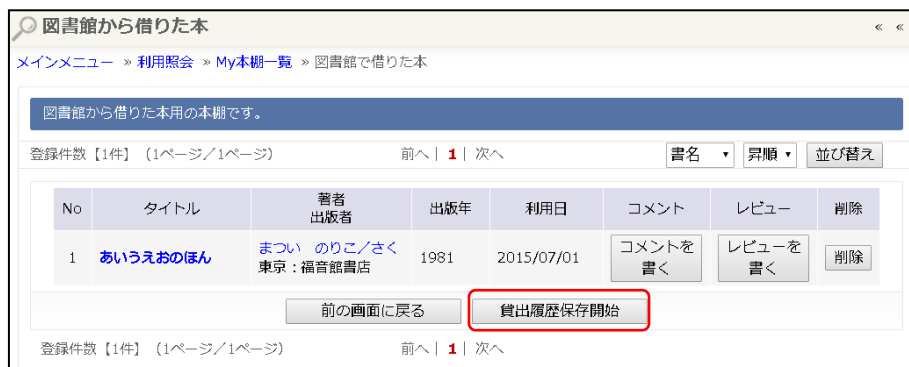 図書館から借りた本 « «
メインメニュー » 利用照会 » My本棚一覧 » 図書館で借りた本
図書館から借りた本用の本棚です。
登録件数【1件】（1ページ／1ページ） 前へ | 1 | 次へ 書名 ▼ 昇順 ▼ 並び替え
No タイトル 著者 出版者 出版年 利用日 コメント レビュー 削除
1 あいうえおのほん まつい のりこ／さく 東京：福音館書店 1981 2015/07/01 コメントを書く レビューを書く 削除
前の画面に戻る 貸出履歴保存開始
登録件数【1件】（1ページ／1ページ） 前へ | 1 | 次へ